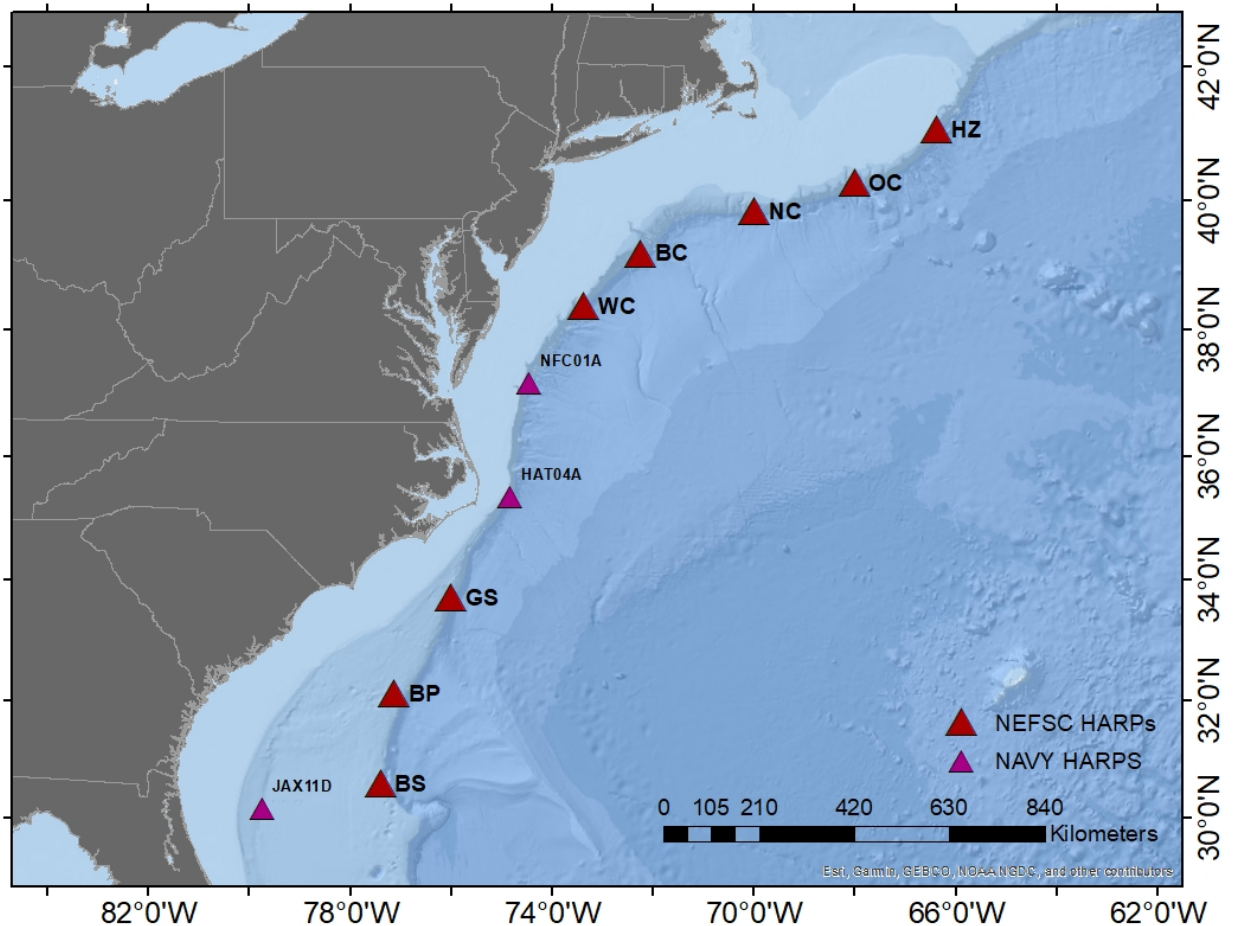 42°0'N
HZ
OC
40°0'N
NC
BC
WC
38°0'N
NFC01A
36°0'N
HAT04A
34°0'N
GS
BP
32°0'N
NEFSC HARPs
NAVY HARPS
JAX11D
BS
0 105 210 420 630 840
Kilometers
30°0'N
Esri, Garmin, GEBCO, NOAA NGDC, and other contributors
82°0'W 78°0'W 74°0'W 70°0'W 66°0'W 62°0'W